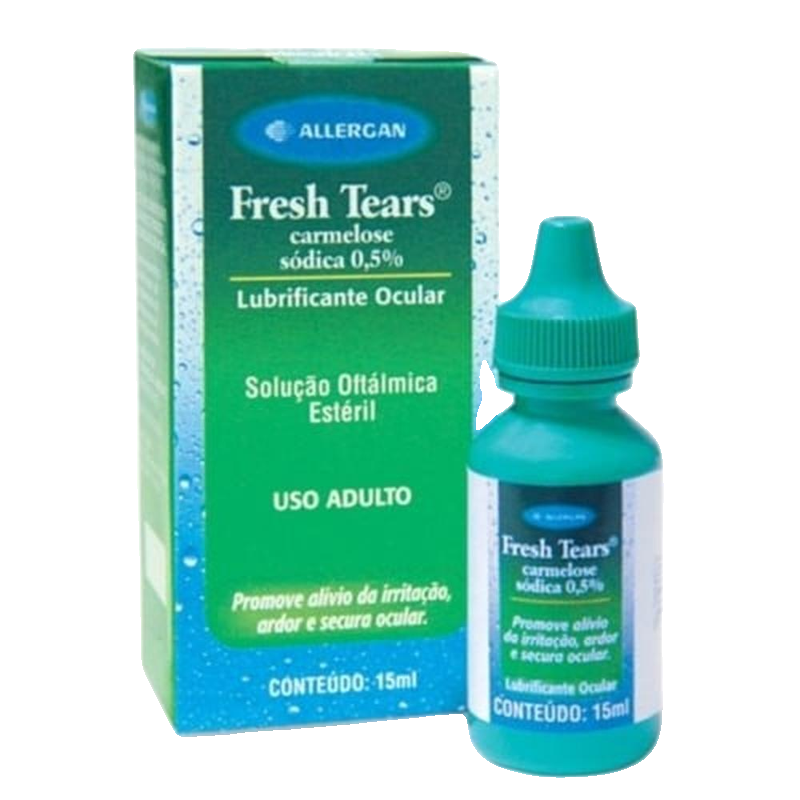 ALLERGAN
Fresh Tears®
carmelose
sódica 0,5%
Lubrificante Ocular
Solução Oftálmica
Estéril
USO ADULTO
Promove alívio da irritação,
ardor e secura ocular.
CONTEÚDO: 15ml
ALLERGAN
Fresh Tears®
carmelose
sódica 0,5%
Promove alívio
da irritação, ardor
e secura ocular.
Lubrificante Ocular
CONTEÚDO: 15ml